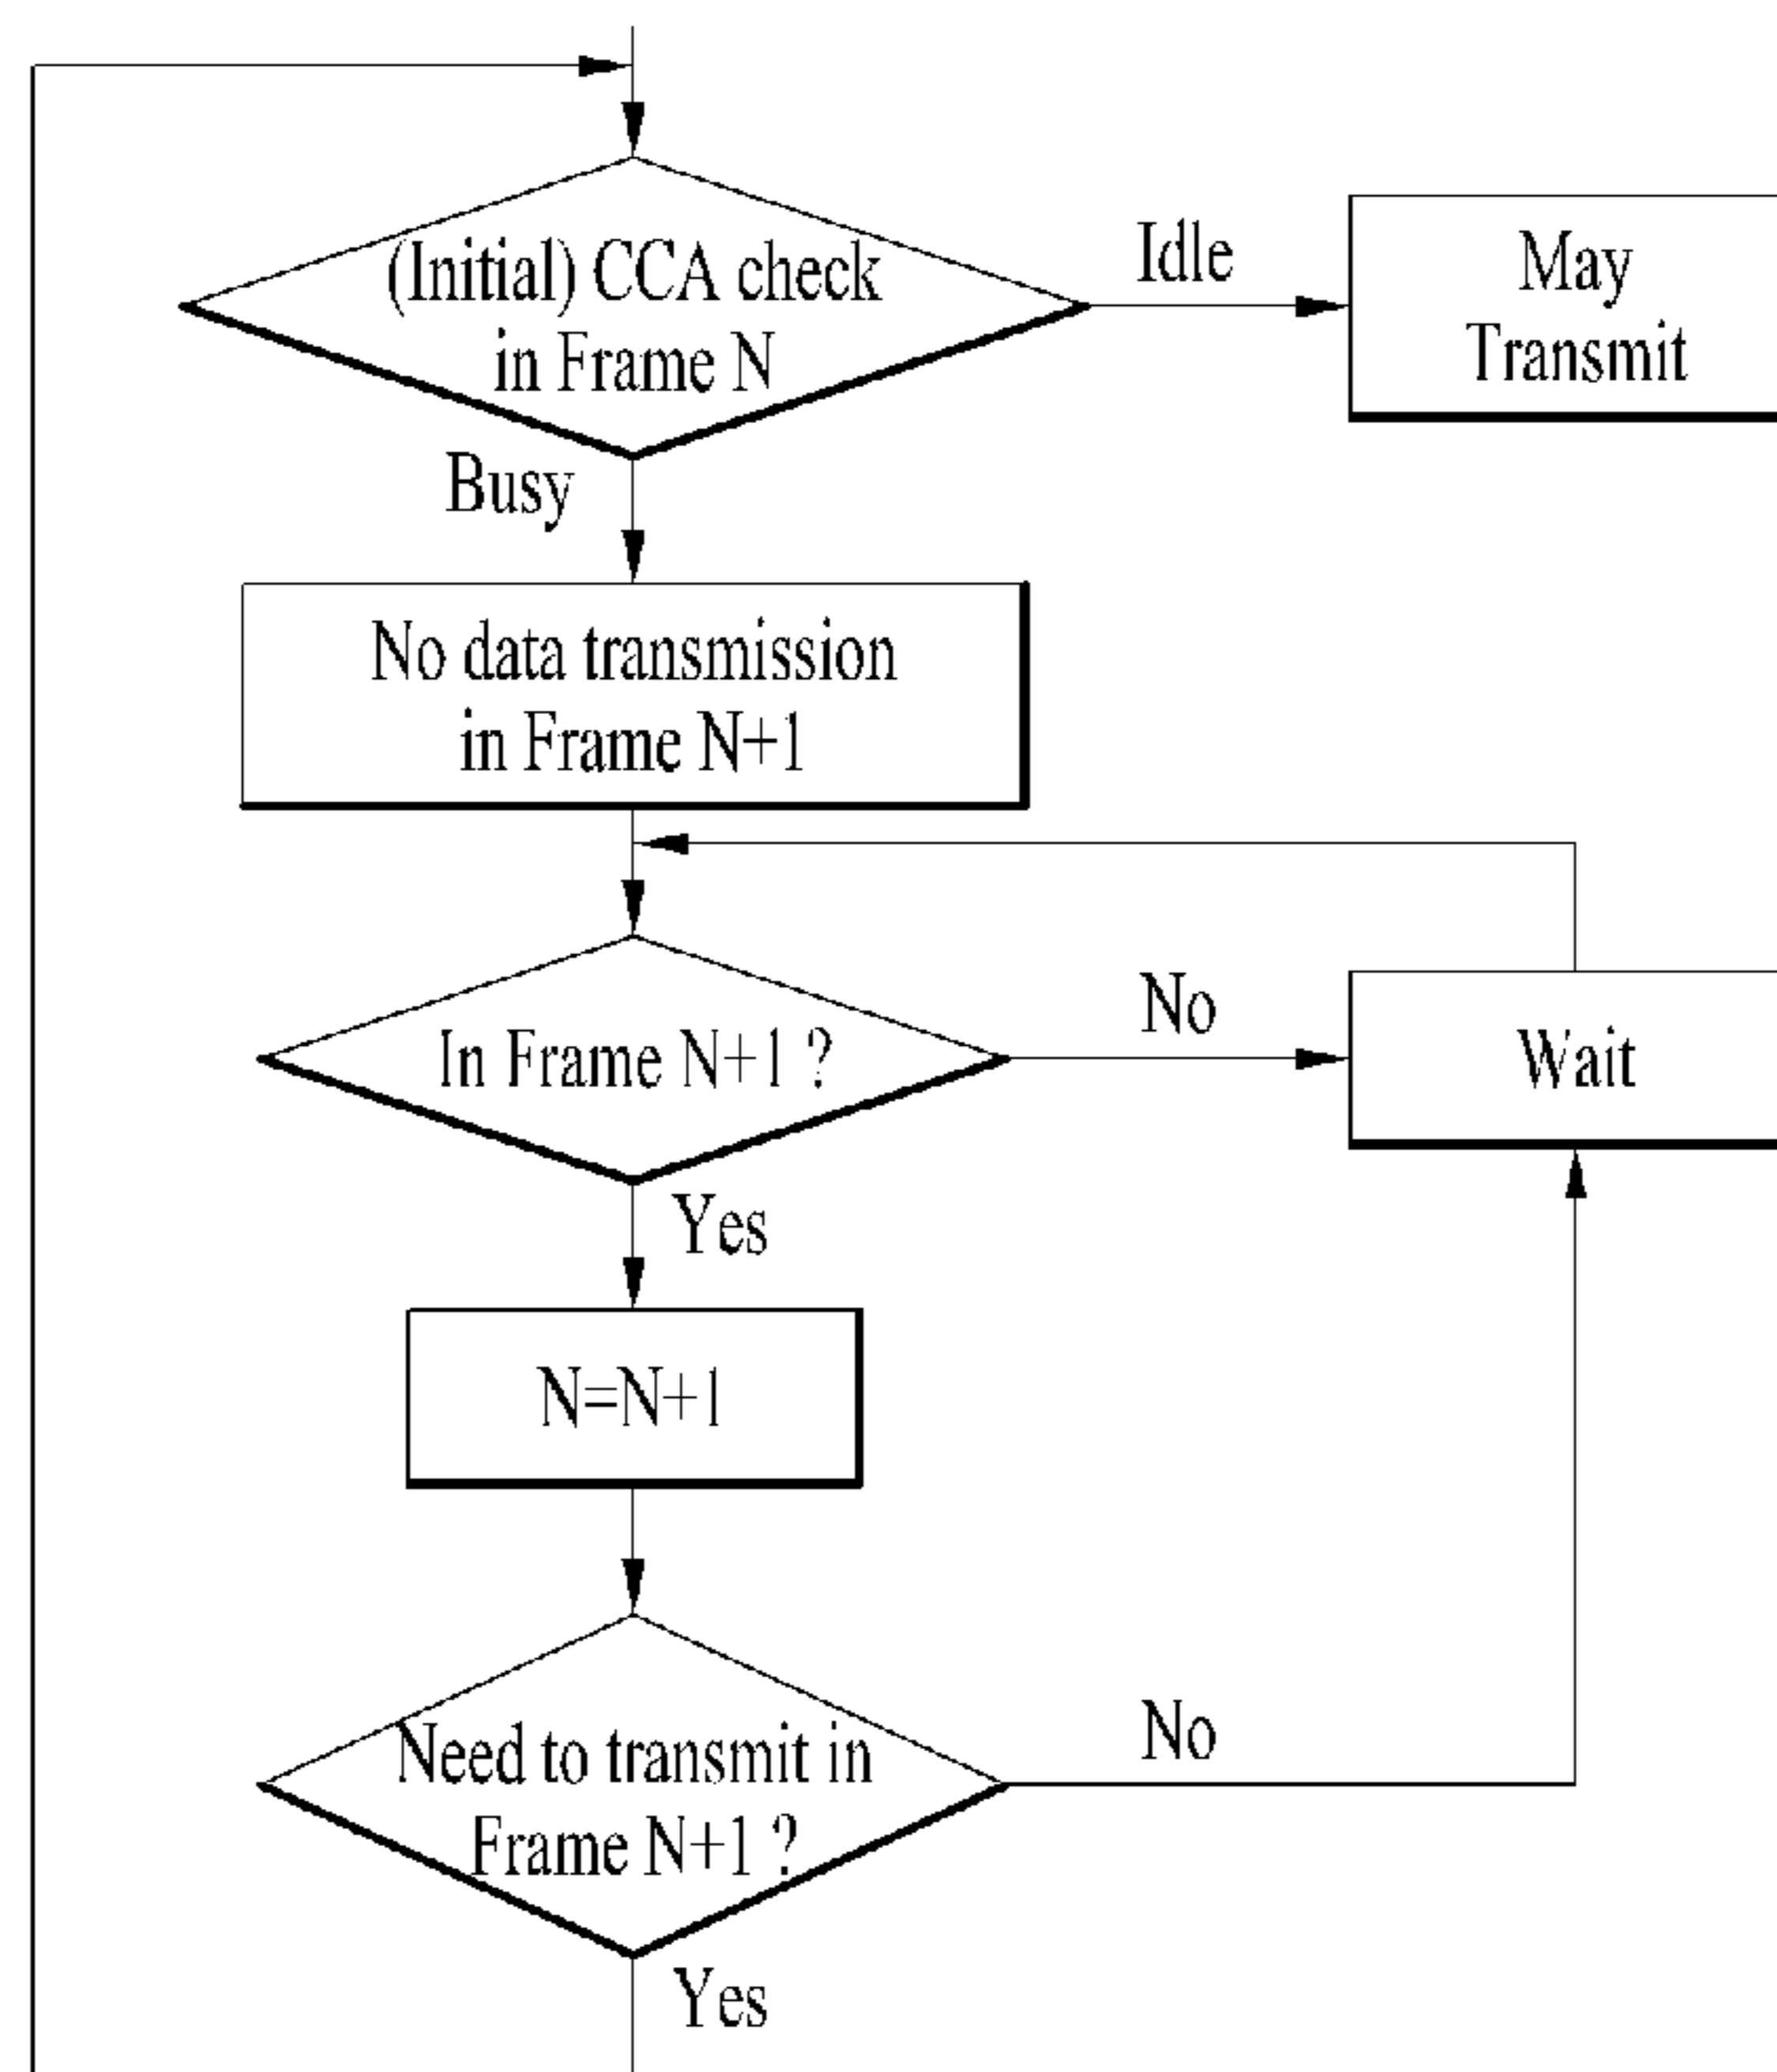 (Initial) CCA check
in Frame N
Idle
May
Transmit
Busy
No data transmission
in Frame N+1
In Frame N+1 ?
No
Wait
Yes
N=N+1
Need to transmit in
Frame N+1 ?
No
Yes